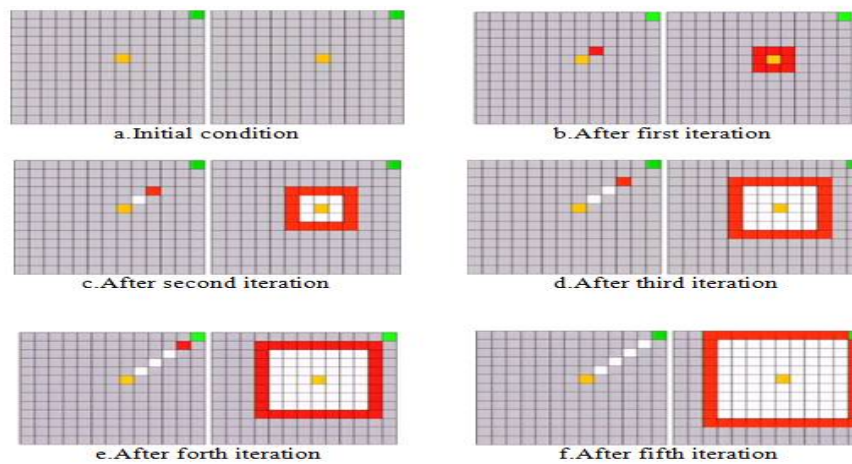 a.Initial condition
b.After first iteration
c.After second iteration
d.After third iteration
e.After forth iteration
f.After fifth iteration